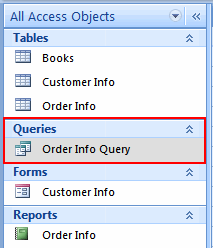 All Access Objects
Tables
Books
Customer Info
Order Info
Queries
Order Info Query
Forms
Customer Info
Reports
Order Info